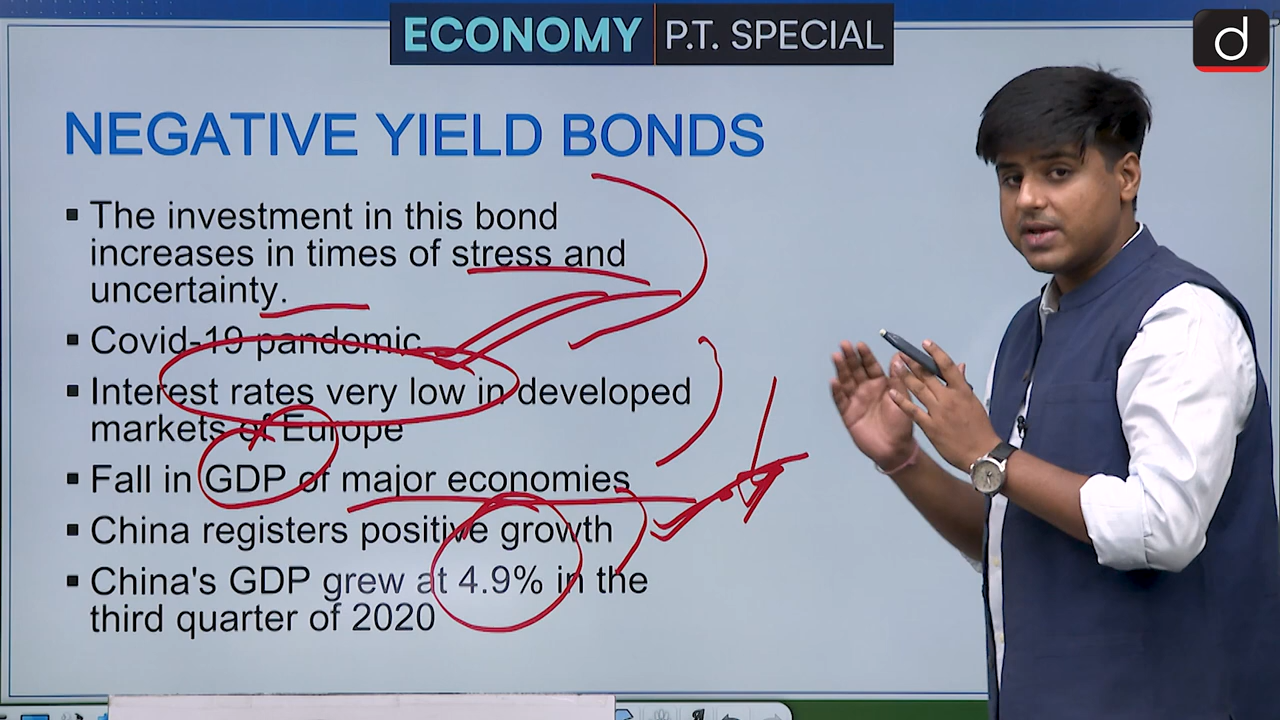 ECONOMY P.T. SPECIAL
d
NEGATIVE YIELD BONDS
▪ The investment in this bond
increases in times of stress and
uncertainty.
▪ Covid-19 pandemic
▪ Interest rates very low in developed
markets of Europe
▪ Fall in GDP of major economies
▪ China registers positive growth
▪ China's GDP grew at 4.9% in the
third quarter of 2020